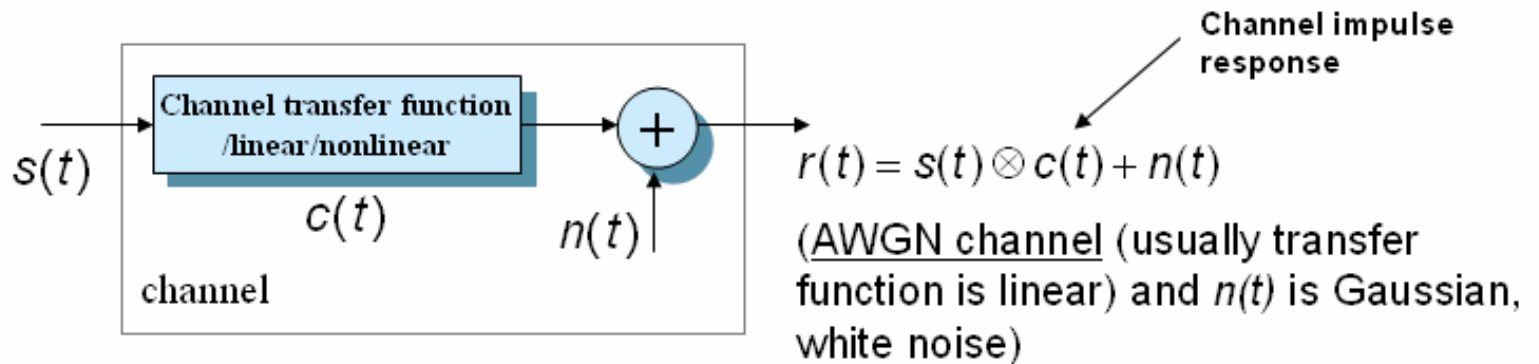 Channel impulse
response
Channel transfer function
/linear/nonlinear
+
s(t)
c(t)
n(t)
channel
r(t) = s(t) ⊗ c(t) + n(t)
(AWGN channel (usually transfer
function is linear) and n(t) is Gaussian,
white noise)